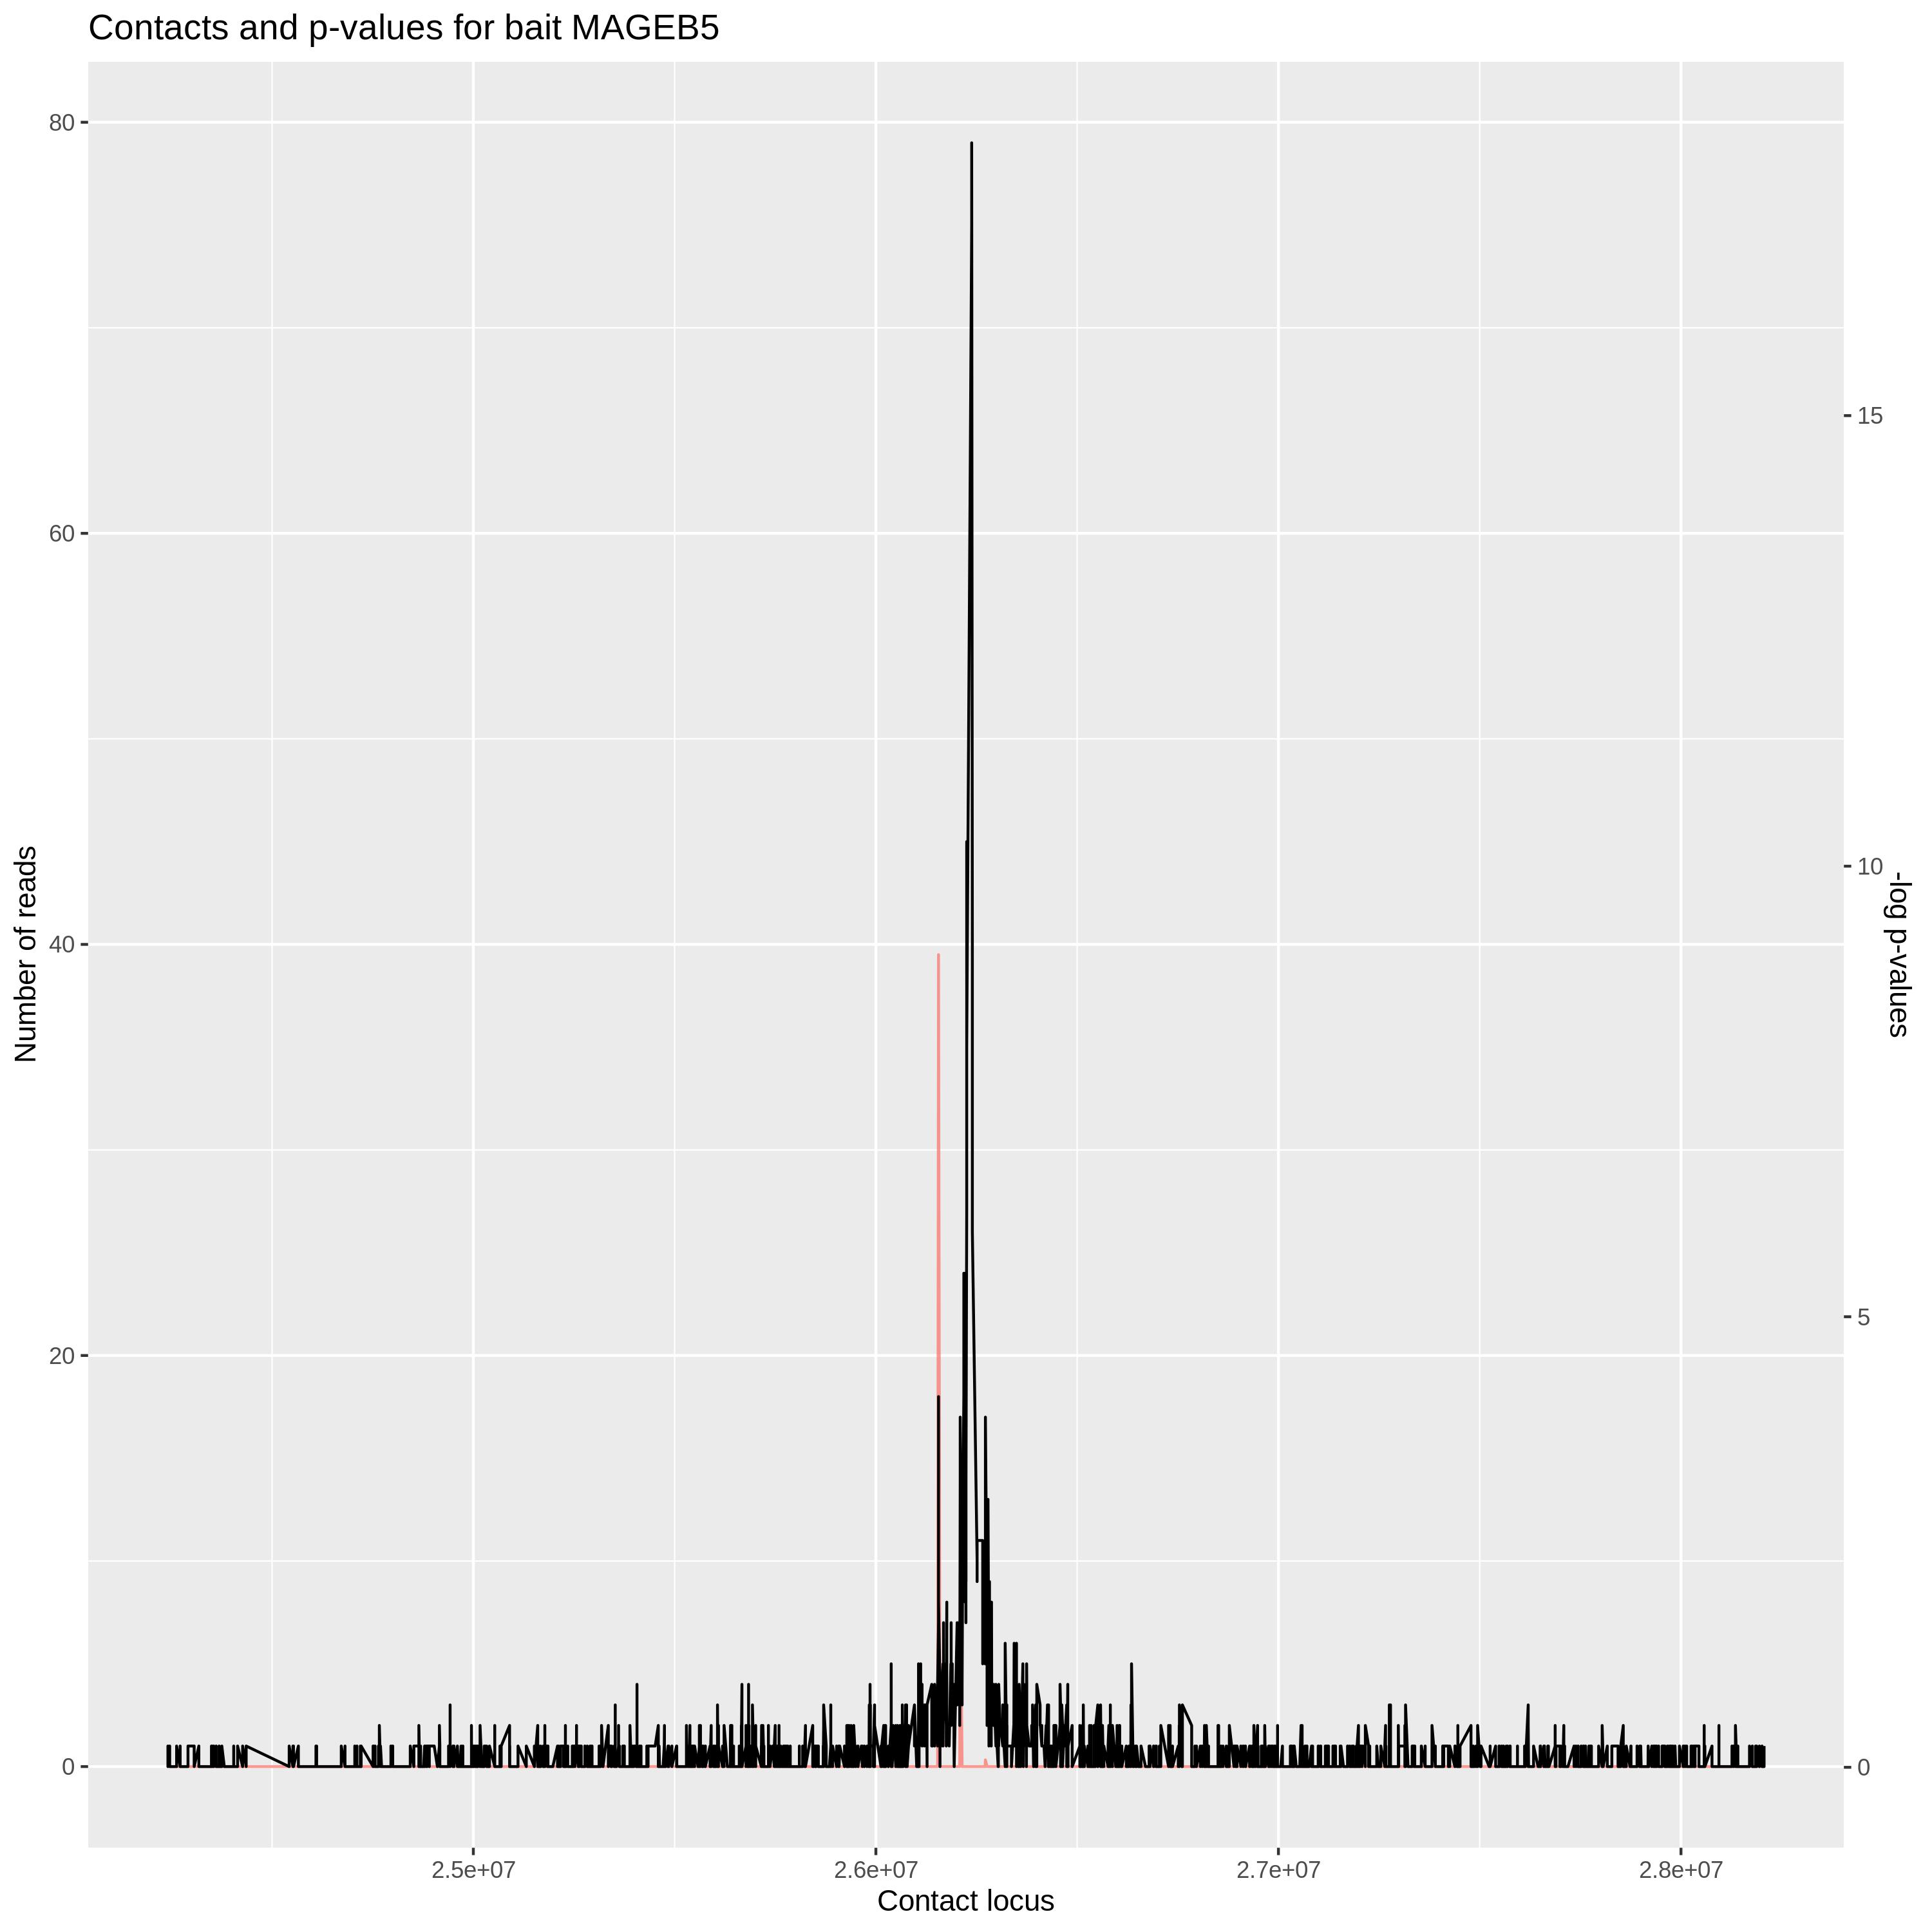 Contacts and p-values for bait MAGEB5
80
60
40
20
0
Number of reads
15
10
5
0
-log p-values
2.5e+07
2.6e+07
2.7e+07
2.8e+07
Contact locus